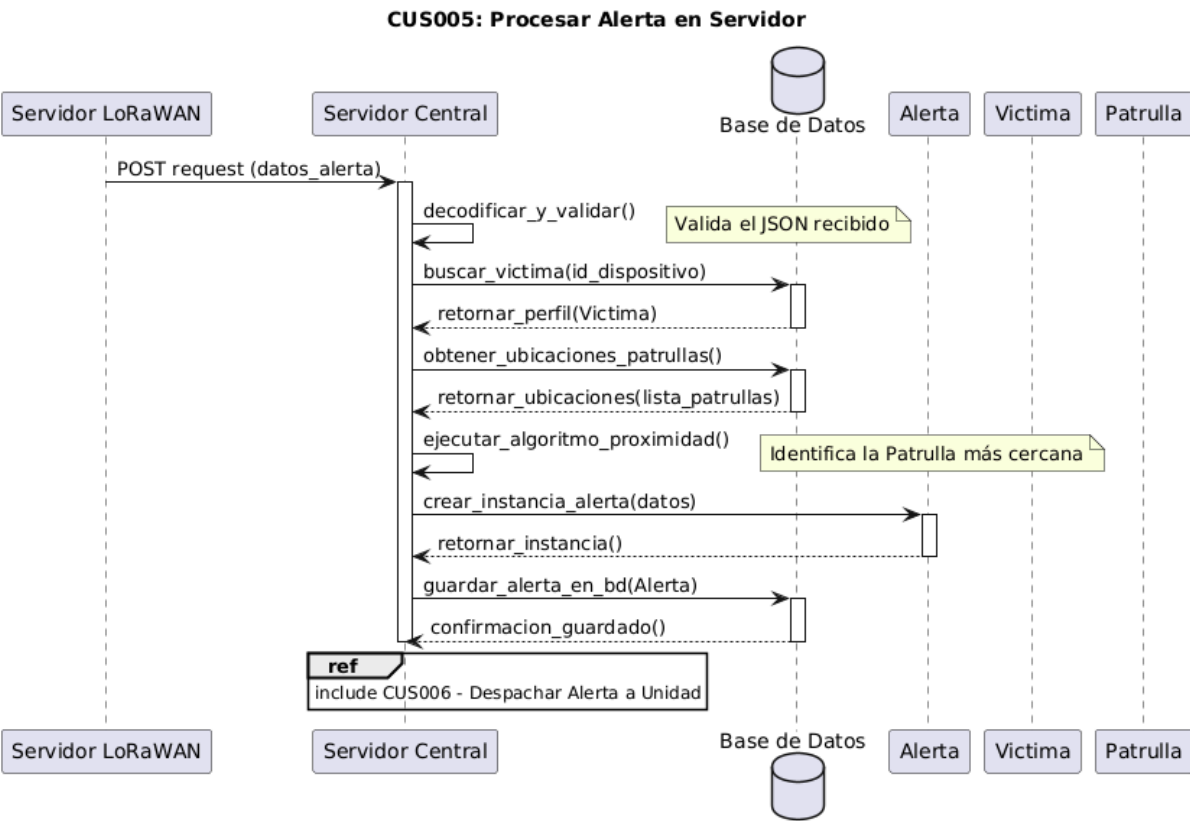 CUS005: Procesar Alerta en Servidor
Servidor LoRaWAN
Servidor Central
Base de Datos
Alerta
Victima
Patrulla
POST request (datos_alerta)
decodificar_y_validar()
Valida el JSON recibido
buscar_victima(id_dispositivo)
retornar_perfil(Victima)
obtener_ubicaciones_patrullas()
retornar_ubicaciones(lista_patrullas)
ejecutar_algoritmo_proximidad()
Identifica la Patrulla más cercana
crear_instancia_alerta(datos)
retornar_instancia()
guardar_alerta_en_bd(Alerta)
confirmacion_guardado()
ref
include CUS006 - Despachar Alerta a Unidad
Servidor LoRaWAN
Servidor Central
Base de Datos
Alerta
Victima
Patrulla